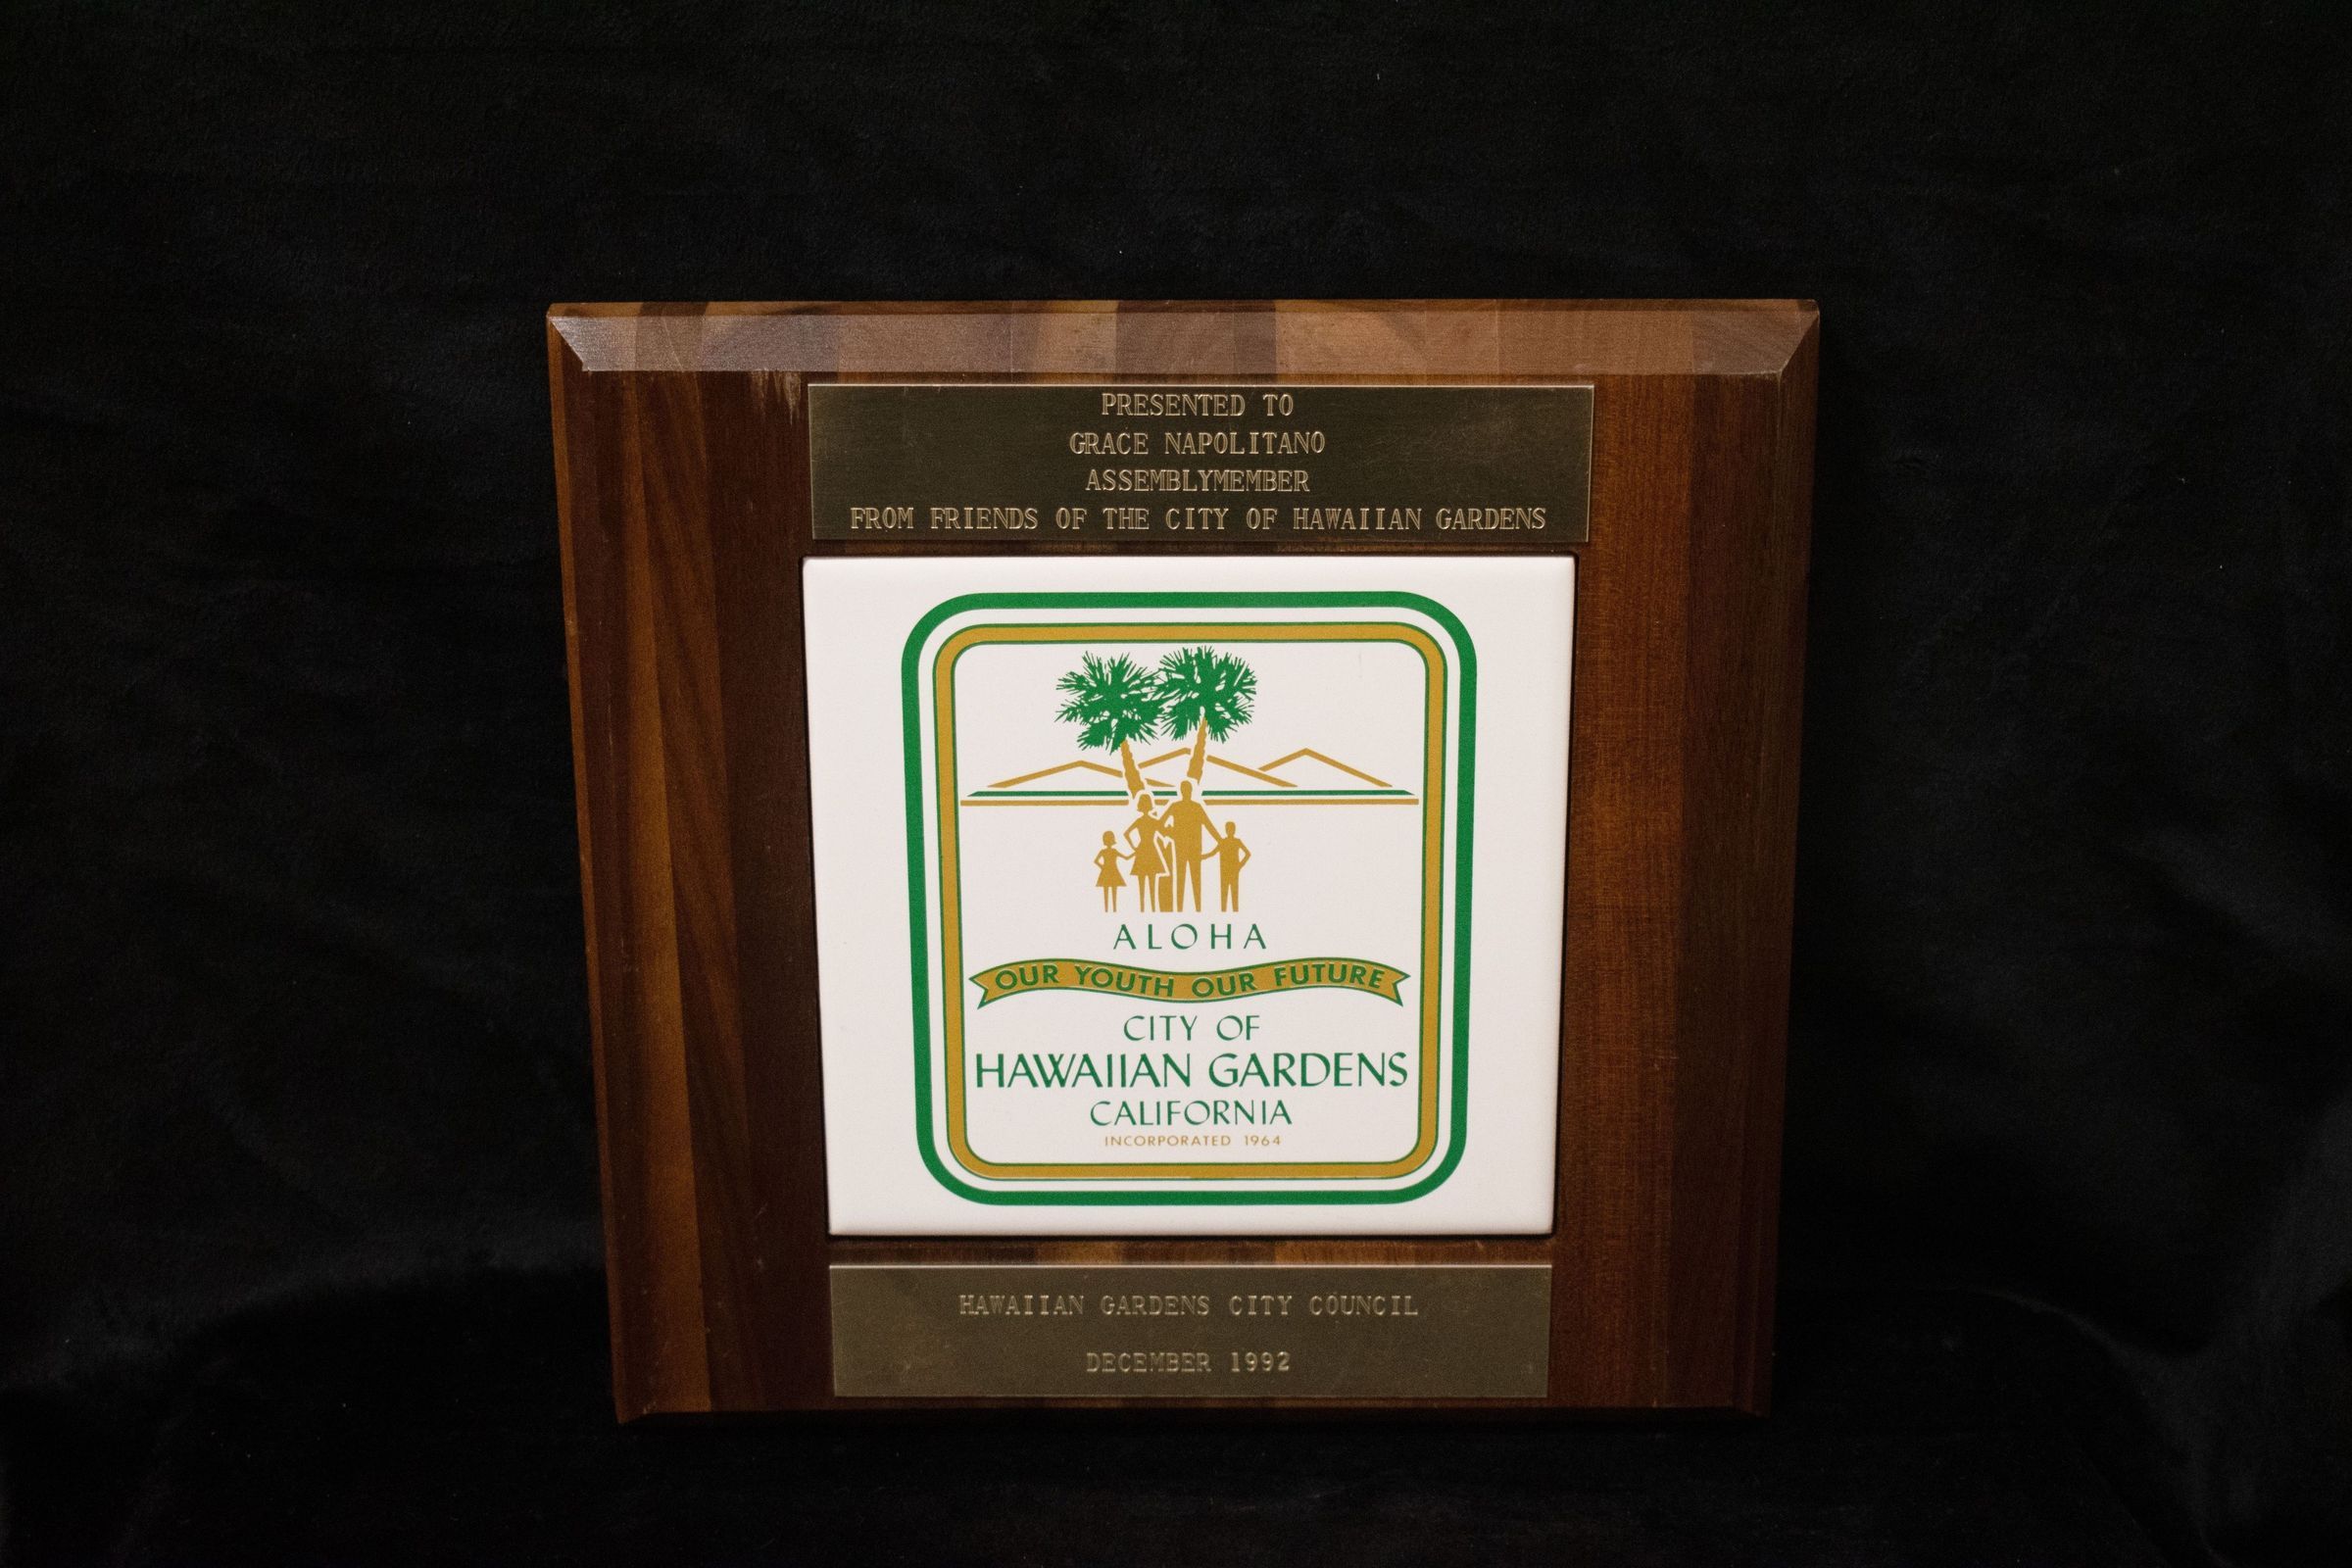 PRESENTED TO
GRACE NAPOLITANO
ASSEMBLYMEMBER
FROM FRIENDS OF THE CITY OF HAWAIIAN GARDENS
ALOHA
OUR YOUTH OUR FUTURE
CITY OF
HAWAIIAN GARDENS
CALIFORNIA
INCORPORATED 1964
HAWAIIAN GARDENS CITY COUNCIL
DECEMBER 1992